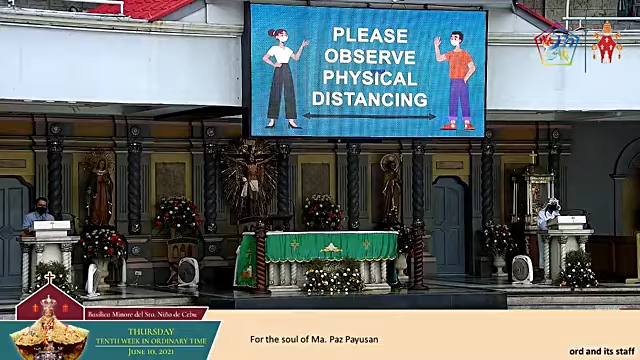 PLEASE
OBSERVE
PHYSICAL
DISTANCING
Basilica Minore del Sto. Niño de Cebu
THURSDAY
TENTH WEEK IN ORDINARY TIME
JUNE 10, 2021
For the soul of Ma. Paz Payusan
ord and its staff